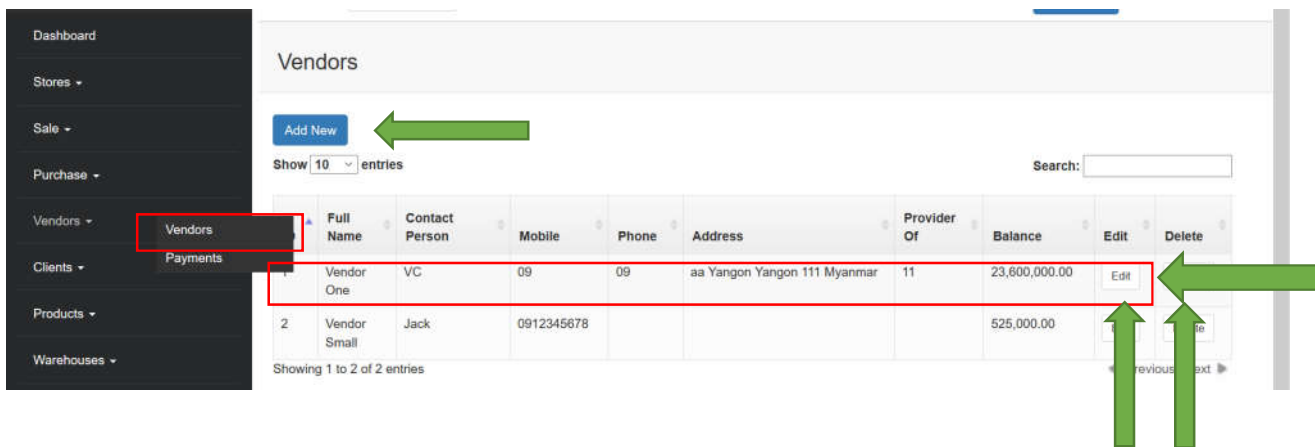 Dashboard
Stores
Sale
Purchase
Vendors
Clients
Products
Warehouses
Vendors
Payments
Vendors
Add New
Show 10 entries
Search:
Full Name Contact Person Mobile Phone Address Provider Of Balance Edit Delete
1 Vendor One VC 09 09 aa Yangon Yangon 111 Myanmar 11 23,600,000.00 Edit
2 Vendor Small Jack 0912345678 525,000.00
Showing 1 to 2 of 2 entries